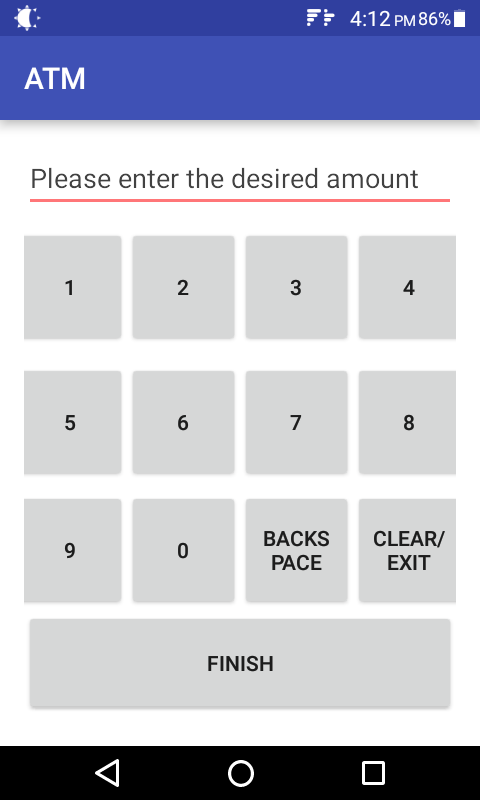 4:12 PM 86%
ATM
Please enter the desired amount
1 2 3 4
5 6 7 8
9 0 BACKS CLEAR/
PACE EXIT
FINISH